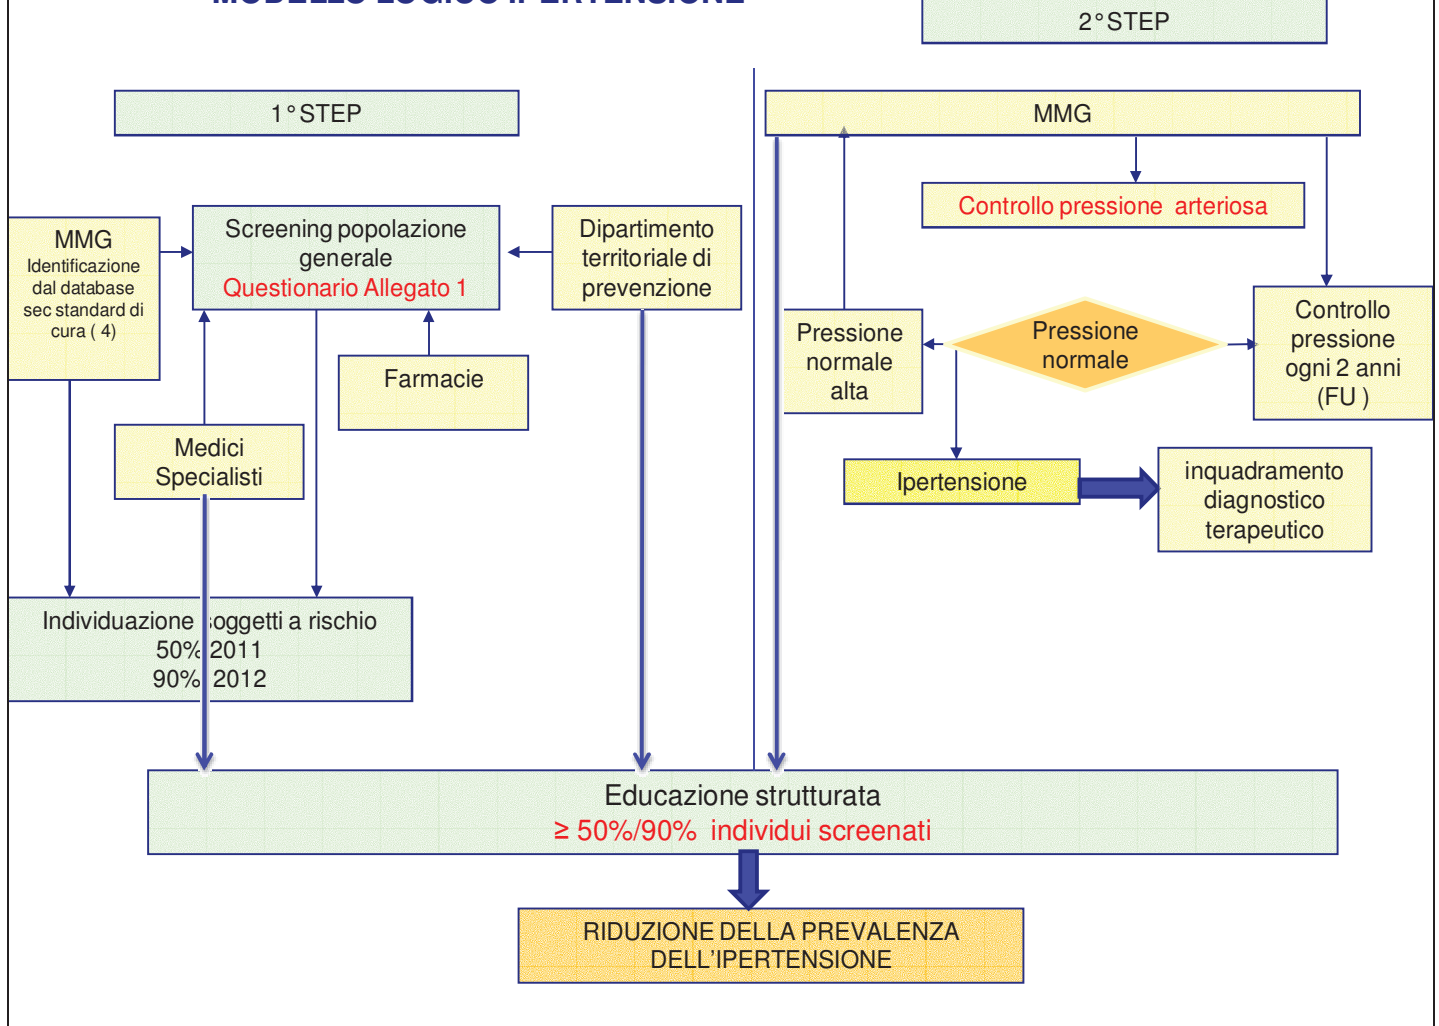 MODELLO LOGICO IPERTENSIONE
2° STEP
1° STEP
MMG
Identificazione
dal database
sec standard di
cura ( 4)
Screening popolazione
generale
Questionario Allegato 1
Dipartimento
territoriale di
prevenzione
Farmacie
Medici
Specialisti
Individuazione soggetti a rischio
50% 2011
90% 2012
MMG
Controllo pressione arteriosa
Pressione
normale
alta
Pressione
normale
Controllo
pressione
ogni 2 anni
(FU )
Ipertensione
inquadramento
diagnostico
terapeutico
Educazione strutturata
≥ 50%/90% individui screenati
RIDUZIONE DELLA PREVALENZA
DELL'IPERTENSIONE